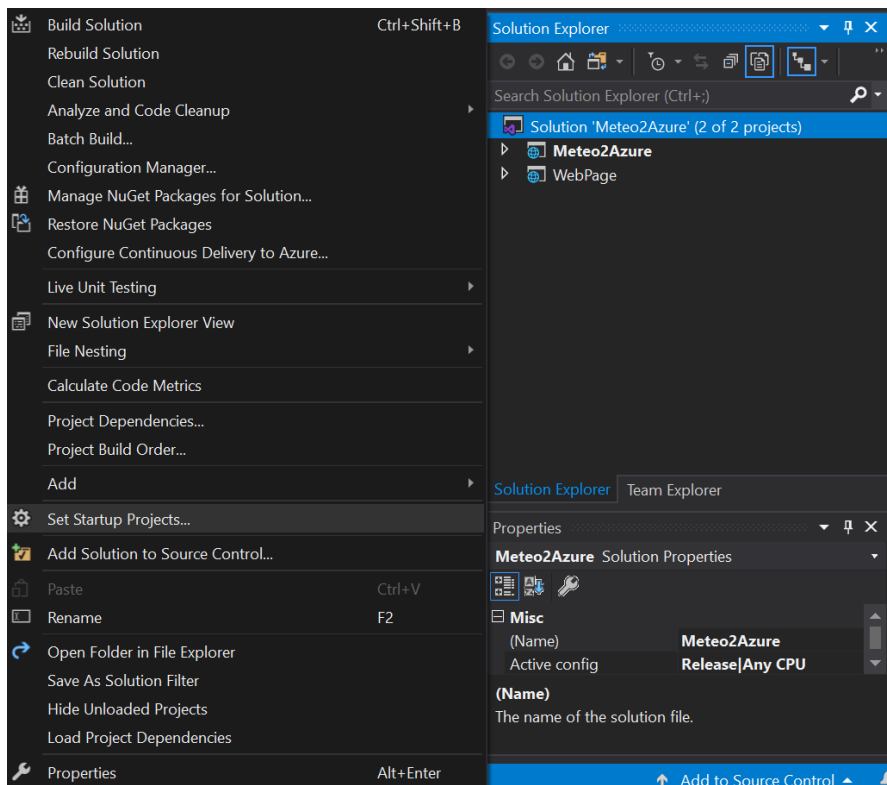 Build Solution Ctrl+Shift+B
Rebuild Solution
Clean Solution
Analyze and Code Cleanup
Batch Build...
Configuration Manager...
Manage NuGet Packages for Solution...
Restore NuGet Packages
Configure Continuous Delivery to Azure...
Live Unit Testing
New Solution Explorer View
File Nesting
Calculate Code Metrics
Project Dependencies...
Project Build Order...
Add
Set Startup Projects...
Add Solution to Source Control...
Paste Ctrl+V
Rename F2
Open Folder in File Explorer
Save As Solution Filter
Hide Unloaded Projects
Load Project Dependencies
Properties Alt+Enter
Solution Explorer
Search Solution Explorer (Ctrl+;)
Solution 'Meteo2Azure' (2 of 2 projects)
Meteo2Azure
WebPage
Solution Explorer Team Explorer
Properties
Meteo2Azure Solution Properties
Misc
(Name) Meteo2Azure
Active config Release|Any CPU
(Name)
The name of the solution file.
Add to Source Control